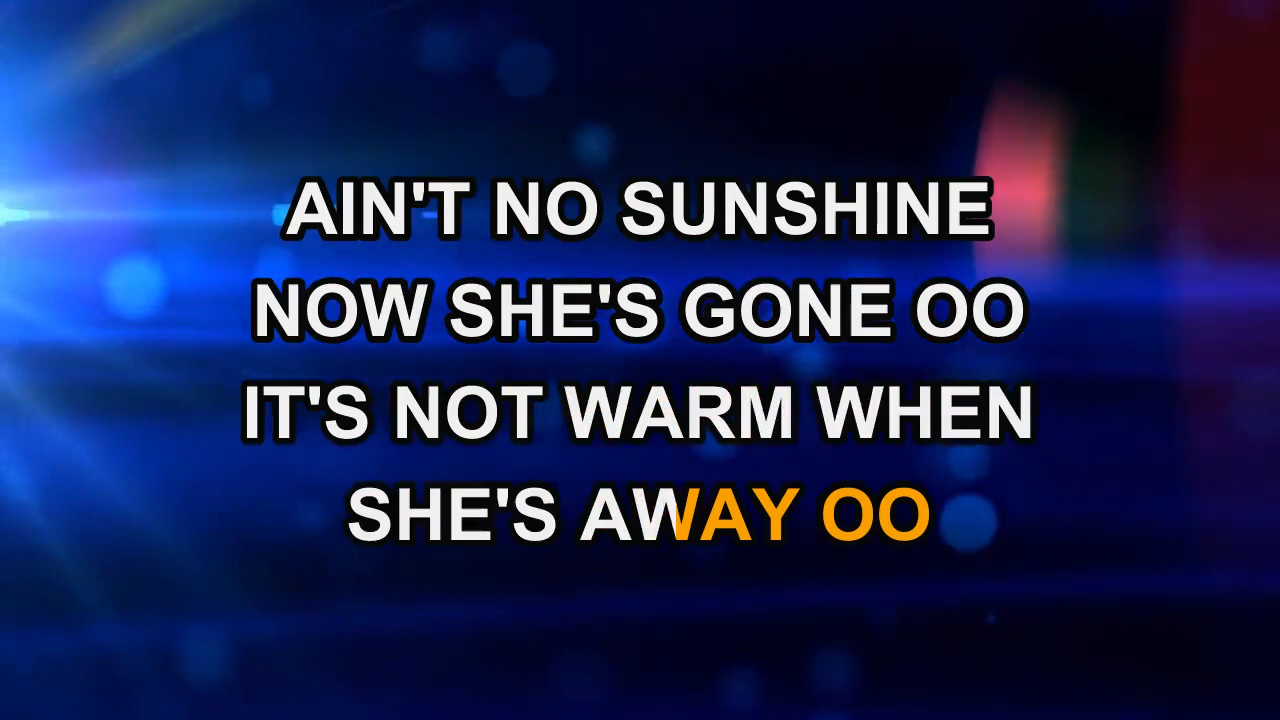 AIN'T NO SUNSHINE
NOW SHE'S GONE OO
IT'S NOT WARM WHEN
SHE'S AWAY OO